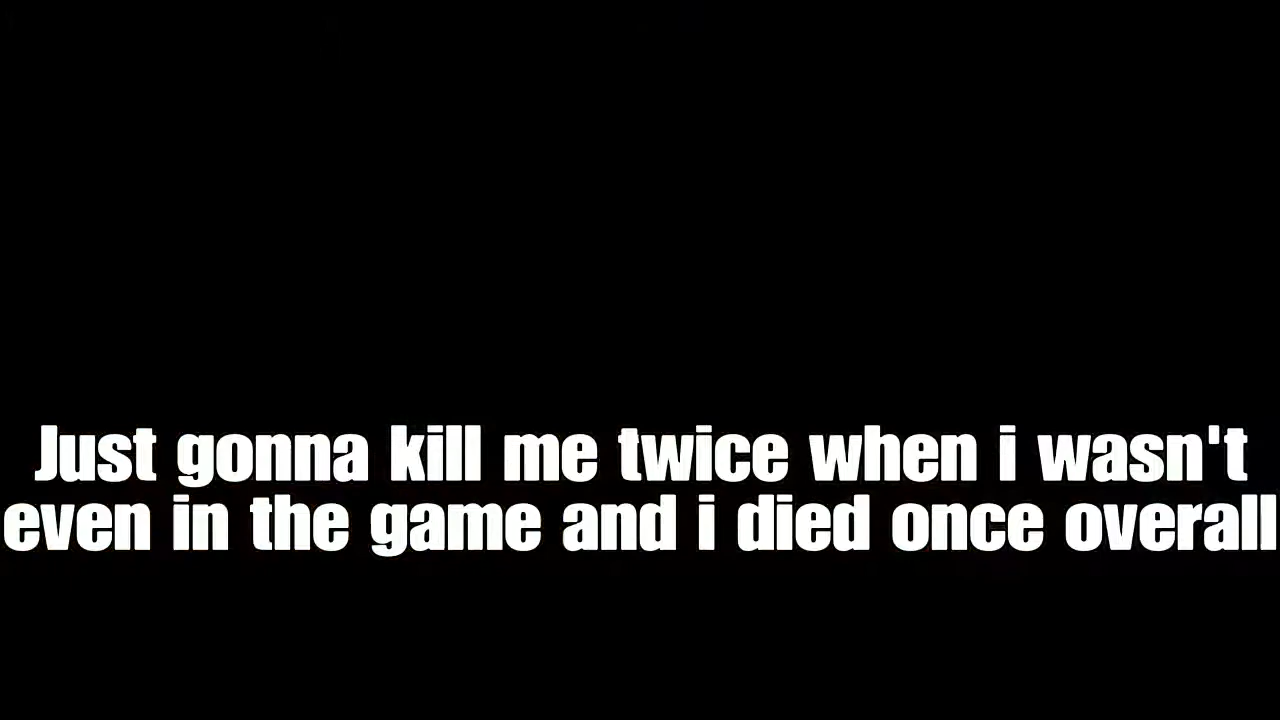 Just gonna kill me twice when i wasn't
even in the game and i died once overall